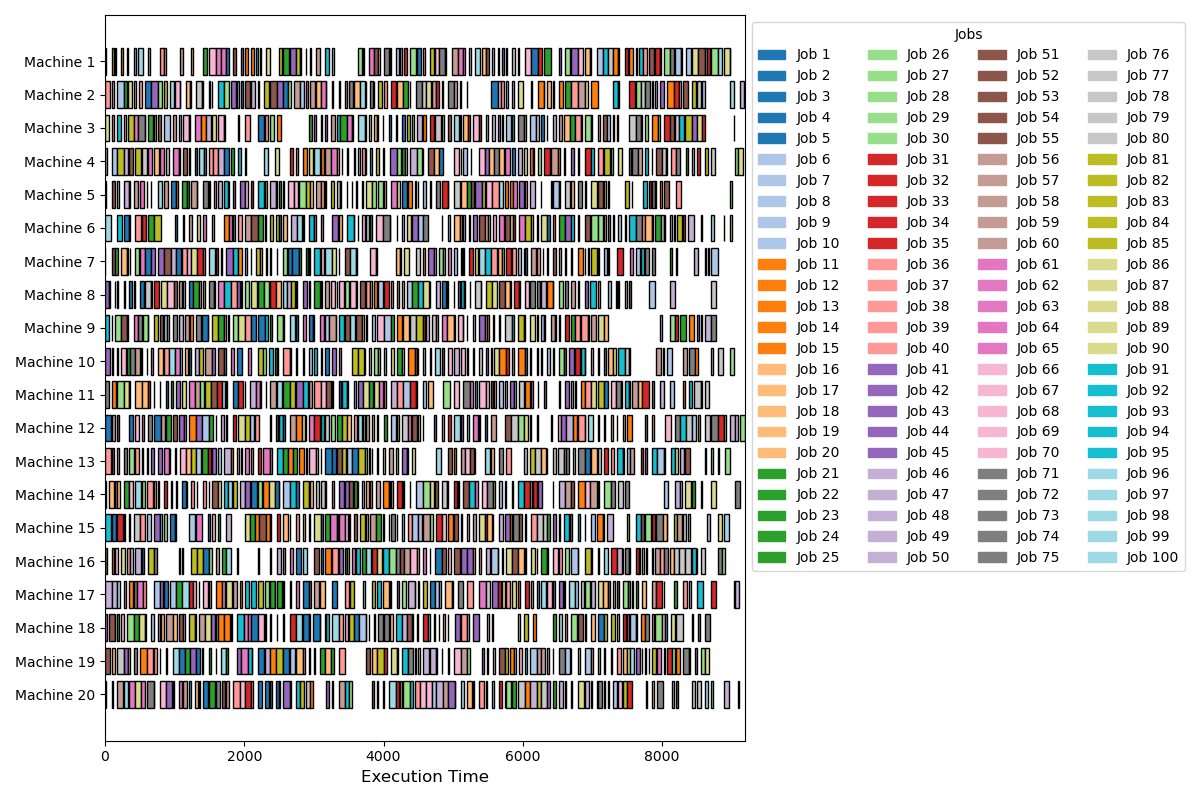 Machine 1
Machine 2
Machine 3
Machine 4
Machine 5
Machine 6
Machine 7
Machine 8
Machine 9
Machine 10
Machine 11
Machine 12
Machine 13
Machine 14
Machine 15
Machine 16
Machine 17
Machine 18
Machine 19
Machine 20
0 2000 4000 6000 8000
Execution Time
Jobs
Job 1 Job 26 Job 51 Job 76
Job 2 Job 27 Job 52 Job 77
Job 3 Job 28 Job 53 Job 78
Job 4 Job 29 Job 54 Job 79
Job 5 Job 30 Job 55 Job 80
Job 6 Job 31 Job 56 Job 81
Job 7 Job 32 Job 57 Job 82
Job 8 Job 33 Job 58 Job 83
Job 9 Job 34 Job 59 Job 84
Job 10 Job 35 Job 60 Job 85
Job 11 Job 36 Job 61 Job 86
Job 12 Job 37 Job 62 Job 87
Job 13 Job 38 Job 63 Job 88
Job 14 Job 39 Job 64 Job 89
Job 15 Job 40 Job 65 Job 90
Job 16 Job 41 Job 66 Job 91
Job 17 Job 42 Job 67 Job 92
Job 18 Job 43 Job 68 Job 93
Job 19 Job 44 Job 69 Job 94
Job 20 Job 45 Job 70 Job 95
Job 21 Job 46 Job 71 Job 96
Job 22 Job 47 Job 72 Job 97
Job 23 Job 48 Job 73 Job 98
Job 24 Job 49 Job 74 Job 99
Job 25 Job 50 Job 75 Job 100